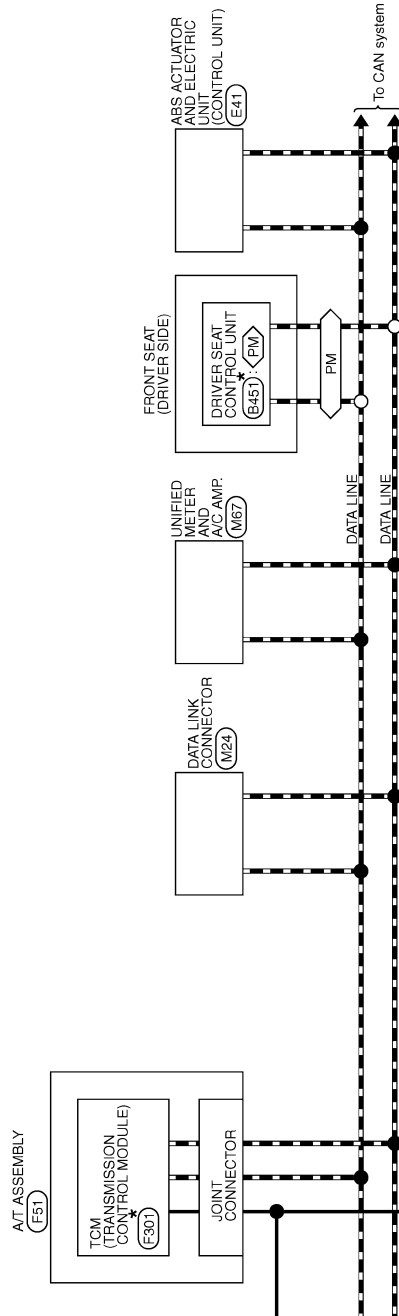 A/T ASSEMBLY
F51
TCM
(TRANSMISSION
CONTROL MODULE)
*
F301
JOINT
CONNECTOR
DATA LINK
CONNECTOR
M24
UNIFIED
METER
AND
A/C AMP.
M67
DATA LINE
DATA LINE
FRONT SEAT
(DRIVER SIDE)
DRIVER SEAT
CONTROL UNIT
*
B451 : PM
PM
ABS ACTUATOR
AND ELECTRIC
UNIT
(CONTROL UNIT)
E41
To CAN system